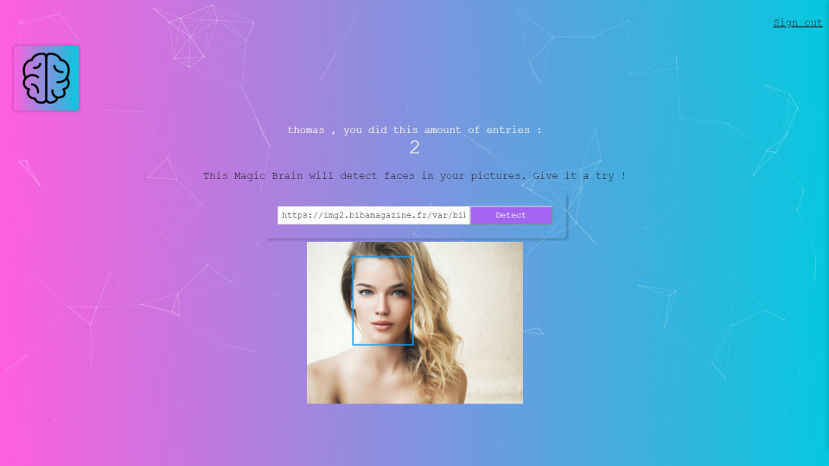 Sign out
thomas , you did this amount of entries :
2
This Magic Brain will detect faces in your pictures. Give it a try !
https://img2.bibamagazine.fr/var/bib
Detect